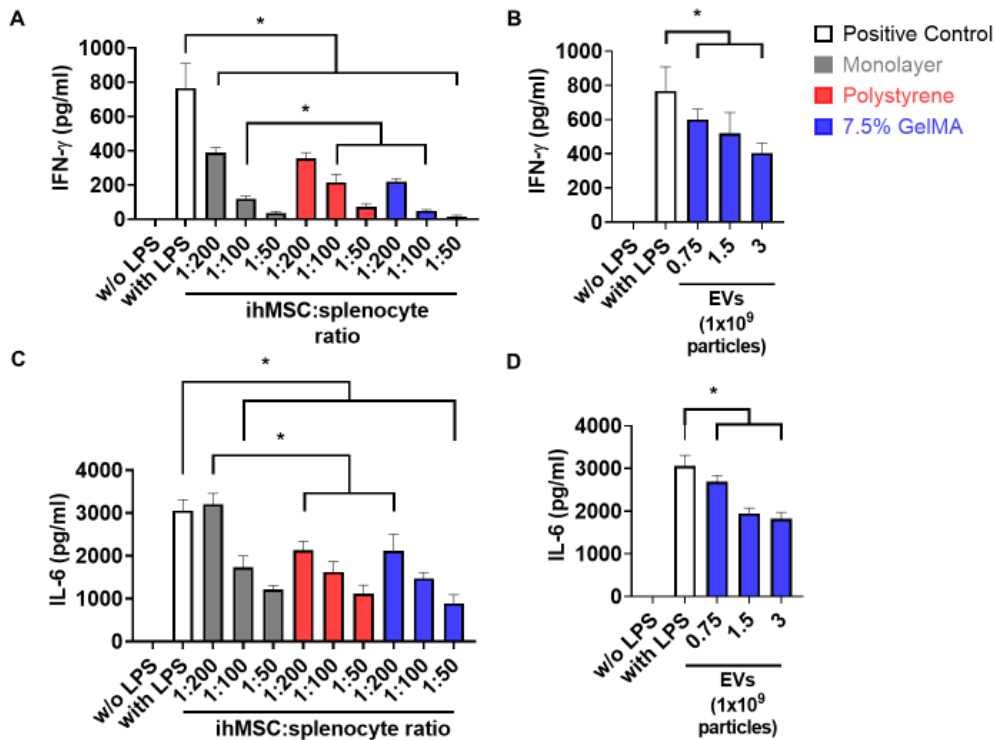 A
1000
800
600
400
200
0
IFN-γ (pg/ml)
*
*
w/o LPS
with LPS
1:200
1:100
1:50
1:200
1:100
1:50
1:200
1:100
1:50
ihMSC:splenocyte
ratio
B
1000
800
600
400
200
0
IFN-γ (pg/ml)
*
w/o LPS
with LPS
0.75
1.5
3
EVs
(1x10⁹
particles)
Positive Control
Monolayer
Polystyrene
7.5% GelMA
C
4000
3000
2000
1000
0
IL-6 (pg/ml)
*
*
w/o LPS
with LPS
1:200
1:100
1:50
1:200
1:100
1:50
1:200
1:100
1:50
ihMSC:splenocyte ratio
D
4000
3000
2000
1000
0
IL-6 (pg/ml)
*
w/o LPS
with LPS
0.75
1.5
3
EVs
(1x10⁹
particles)